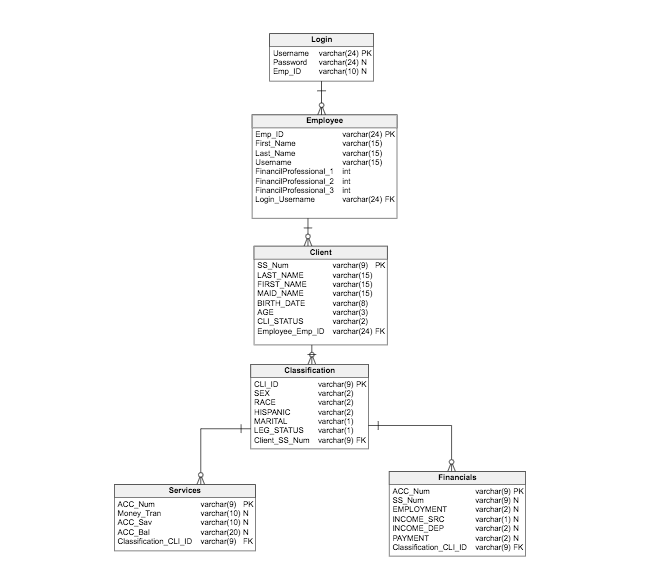 Login
Username varchar(24) PK
Password varchar(24) N
Emp_ID varchar(10) N
Employee
Emp_ID varchar(24) PK
First_Name varchar(15)
Last_Name varchar(15)
Username varchar(15)
FinancilProfessional_1 int
FinancilProfessional_2 int
FinancilProfessional_3 int
Login_Username varchar(24) FK
Client
SS_Num varchar(9) PK
LAST_NAME varchar(15)
FIRST_NAME varchar(15)
MAID_NAME varchar(15)
BIRTH_DATE varchar(8)
AGE varchar(3)
CLI_STATUS varchar(2)
Employee_Emp_ID varchar(24) FK
Classification
CLI_ID varchar(9) PK
SEX varchar(2)
RACE varchar(2)
HISPANIC varchar(2)
MARITAL varchar(1)
LEG_STATUS varchar(1)
Client_SS_Num varchar(9) FK
Services
ACC_Num varchar(9) PK
Money_Tran varchar(10) N
ACC_Sav varchar(10) N
ACC_Bal varchar(20) N
Classification_CLI_ID varchar(9) FK
Financials
ACC_Num varchar(9) PK
SS_Num varchar(9) N
EMPLOYMENT varchar(2) N
INCOME_SRC varchar(1) N
INCOME_DEP varchar(2) N
PAYMENT varchar(2) N
Classification_CLI_ID varchar(9) FK